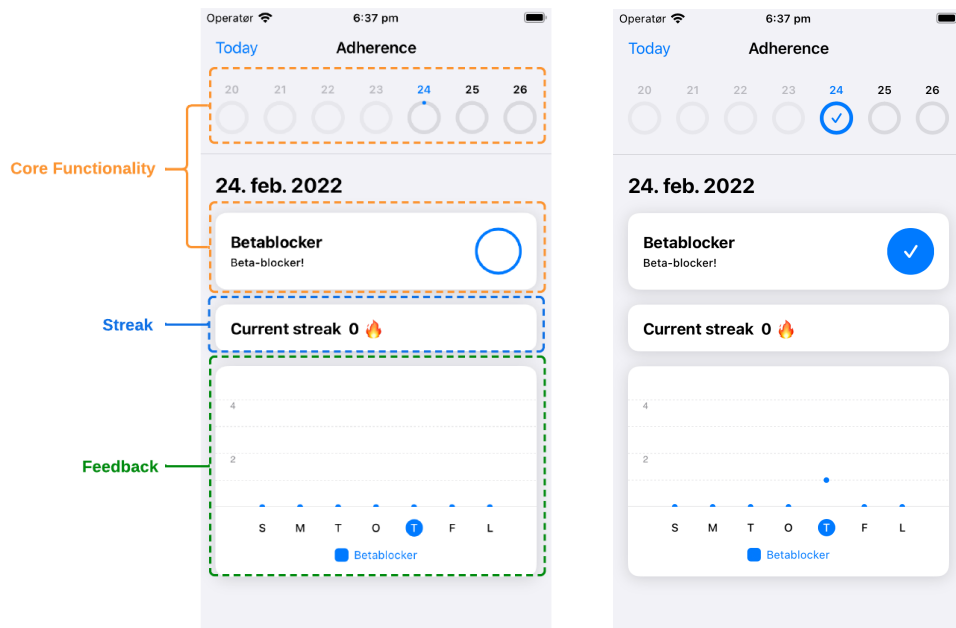 Operatør 6:37 pm
Today Adherence
20 21 22 23 24 25 26
Core Functionality
24. feb. 2022
Betablocker
Beta-blocker!
Streak
Current streak 0 🔥
4
2
Feedback
S M T O T F L
Betablocker
Operatør 6:37 pm
Today Adherence
20 21 22 23 24 25 26
24. feb. 2022
Betablocker
Beta-blocker!
Current streak 0 🔥
4
2
S M T O T F L
Betablocker